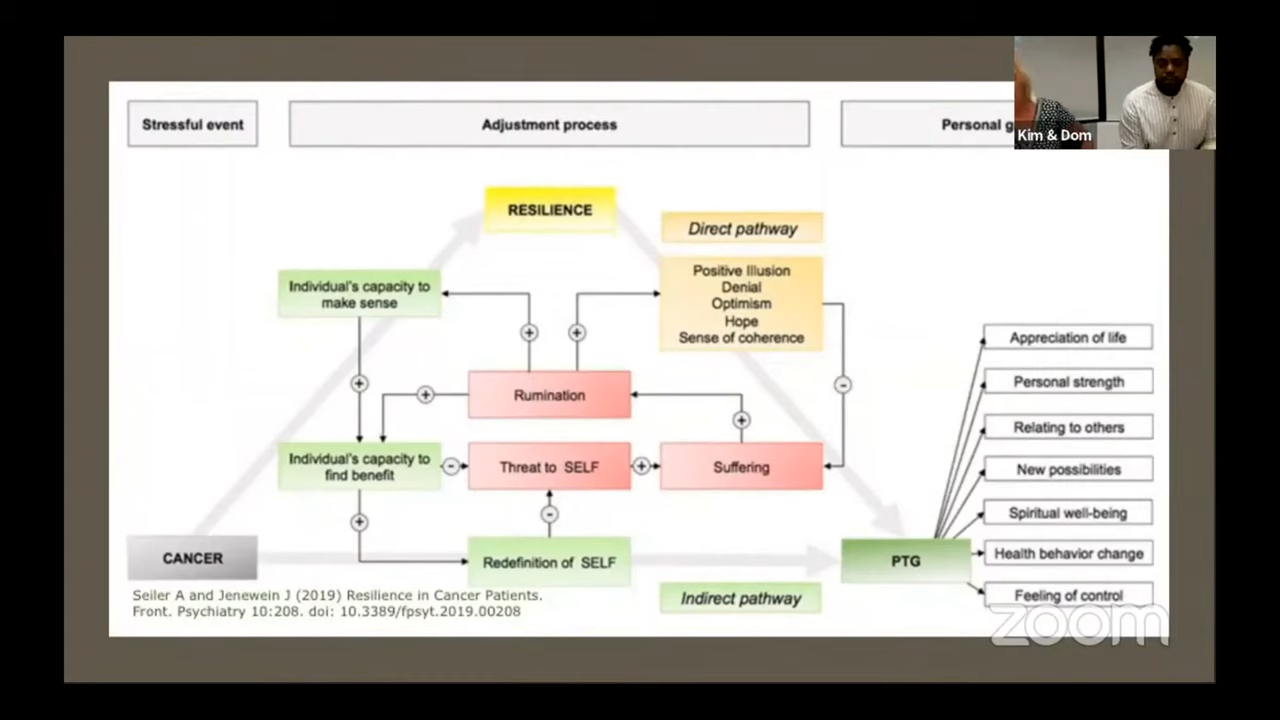 Stressful event
Adjustment process
Personal
Kim & Dom
RESILIENCE
Direct pathway
Individual's capacity to
make sense
Positive Illusion
Denial
Optimism
Hope
Sense of coherence
+
+
+
-
Appreciation of life
Personal strength
Relating to others
New possibilities
Spiritual well-being
Health behavior change
Feeling of control
+
Rumination
+
Individual's capacity to
find benefit
-
Threat to SELF
+
Suffering
+
-
CANCER
Redefinition of SELF
PTG
Indirect pathway
Seiler A and Jenewein J (2019) Resilience in Cancer Patients.
Front. Psychiatry 10:208. doi: 10.3389/fpsyt.2019.00208
zoom